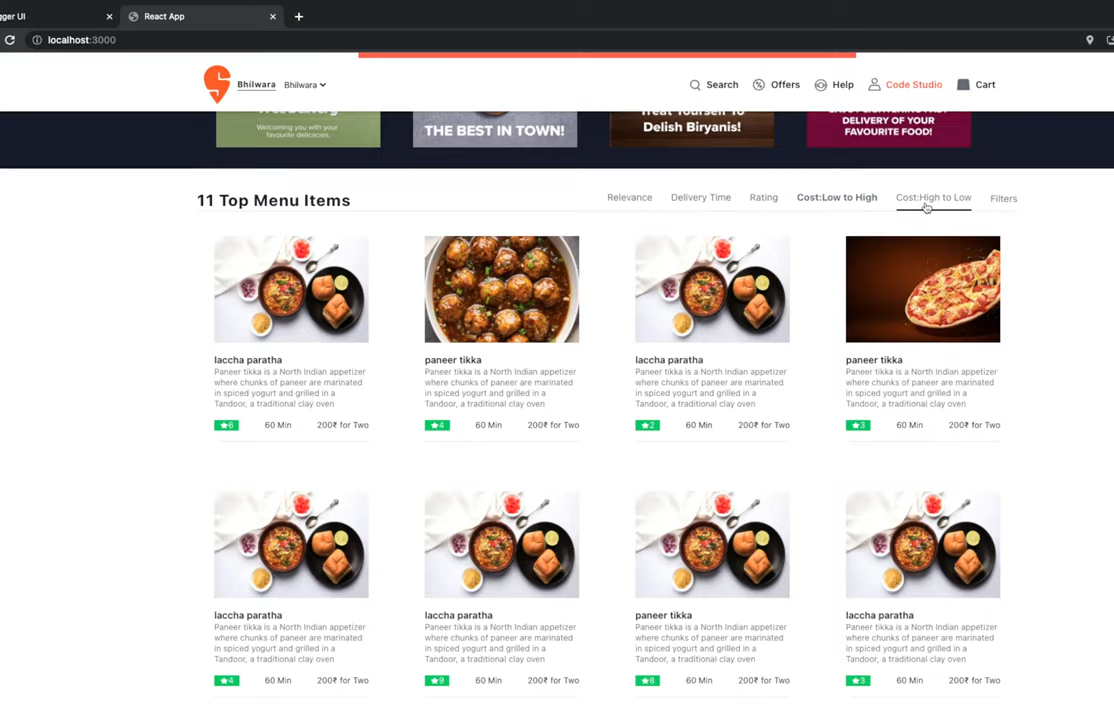 gger UI
React App
localhost:3000
Bhilwara
Bhilwara
Search
Offers
Help
Code Studio
Cart
Welcoming you with your
favourite delicacies.
THE BEST IN TOWN!
Treat Yourself To
Delish Biryanis!
DELIVERY OF YOUR
FAVOURITE FOOD!
11 Top Menu Items
Relevance
Delivery Time
Rating
Cost:Low to High
Cost:High to Low
Filters
laccha paratha
Paneer tikka is a North Indian appetizer
where chunks of paneer are marinated
in spiced yogurt and grilled in a
Tandoor, a traditional clay oven
★6 60 Min 200₹ for Two
paneer tikka
Paneer tikka is a North Indian appetizer
where chunks of paneer are marinated
in spiced yogurt and grilled in a
Tandoor, a traditional clay oven
★4 60 Min 200₹ for Two
laccha paratha
Paneer tikka is a North Indian appetizer
where chunks of paneer are marinated
in spiced yogurt and grilled in a
Tandoor, a traditional clay oven
★2 60 Min 200₹ for Two
paneer tikka
Paneer tikka is a North Indian appetizer
where chunks of paneer are marinated
in spiced yogurt and grilled in a
Tandoor, a traditional clay oven
★3 60 Min 200₹ for Two
laccha paratha
Paneer tikka is a North Indian appetizer
where chunks of paneer are marinated
in spiced yogurt and grilled in a
Tandoor, a traditional clay oven
★4 60 Min 200₹ for Two
laccha paratha
Paneer tikka is a North Indian appetizer
where chunks of paneer are marinated
in spiced yogurt and grilled in a
Tandoor, a traditional clay oven
★9 60 Min 200₹ for Two
paneer tikka
Paneer tikka is a North Indian appetizer
where chunks of paneer are marinated
in spiced yogurt and grilled in a
Tandoor, a traditional clay oven
★8 60 Min 200₹ for Two
laccha paratha
Paneer tikka is a North Indian appetizer
where chunks of paneer are marinated
in spiced yogurt and grilled in a
Tandoor, a traditional clay oven
★3 60 Min 200₹ for Two